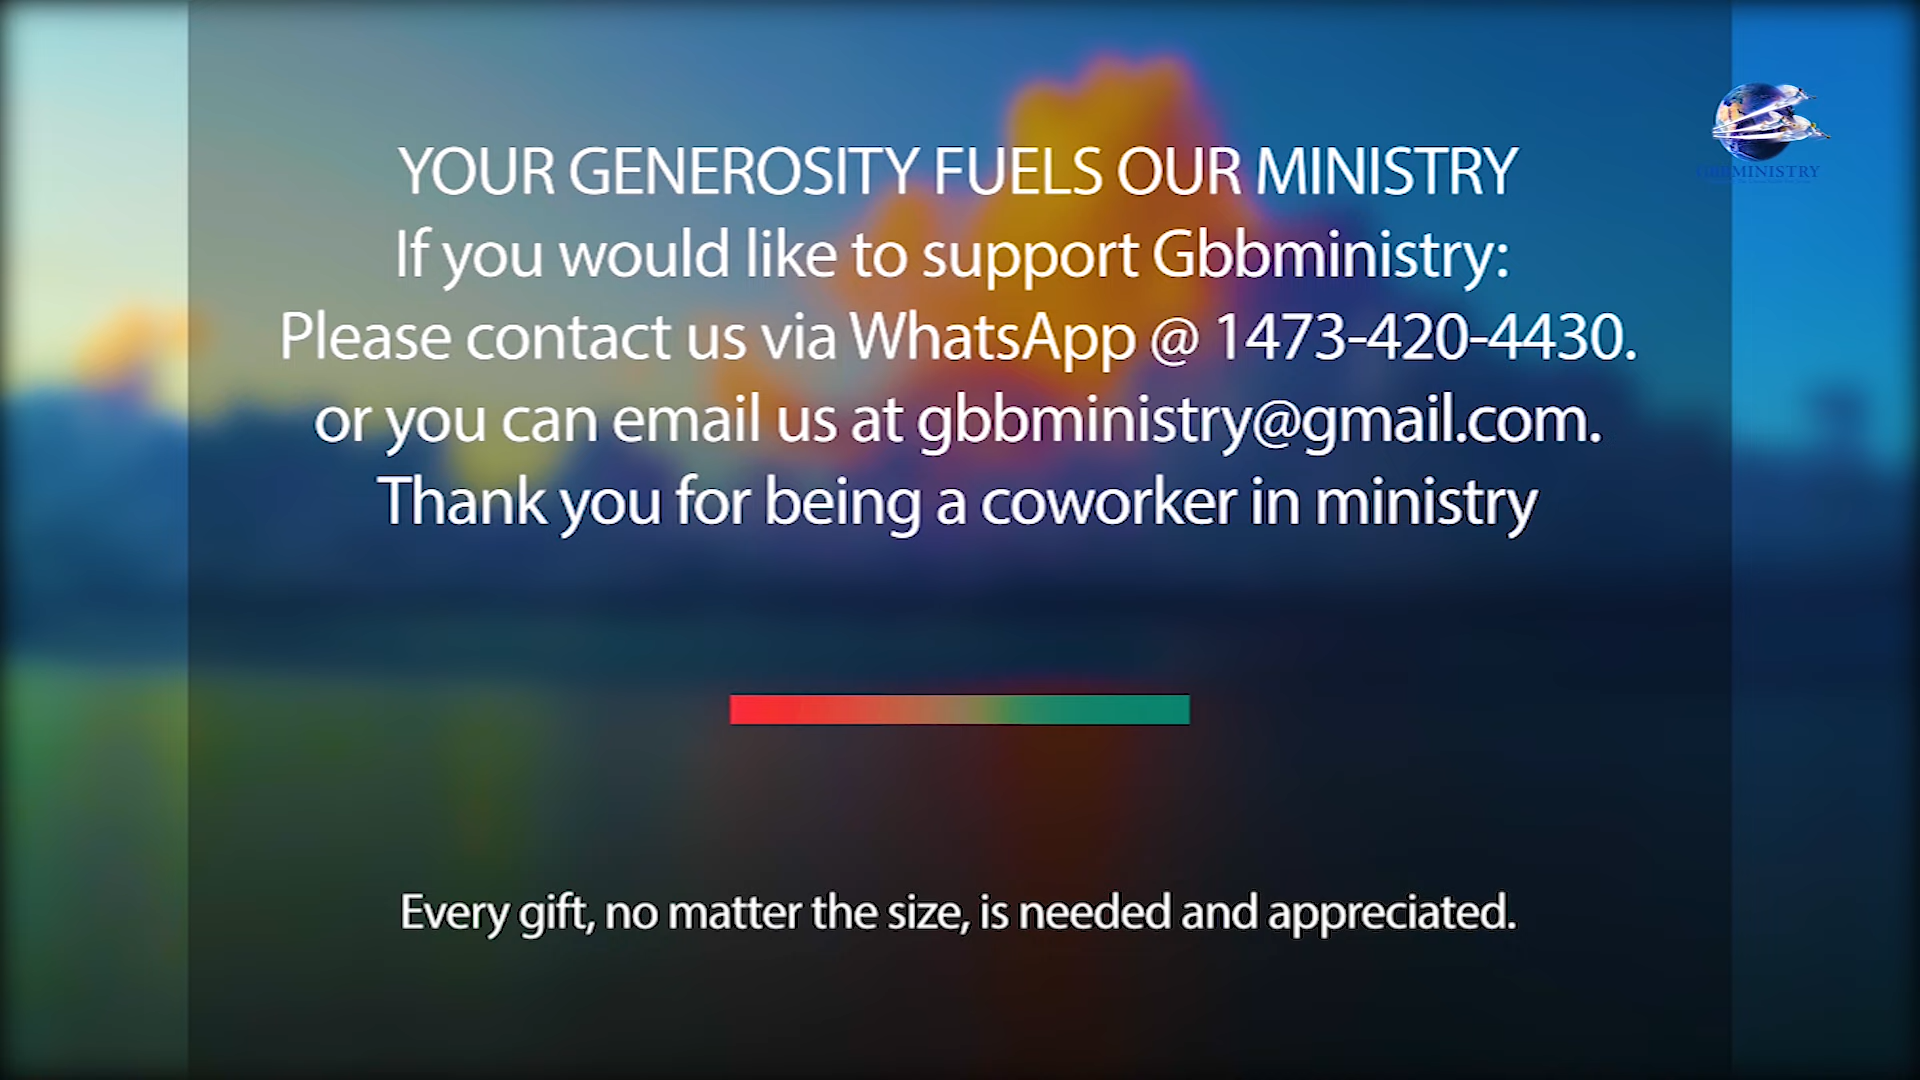 YOUR GENEROSITY FUELS OUR MINISTRY
If you would like to support Gbbministry:
Please contact us via WhatsApp @ 1473-420-4430.
or you can email us at gbbministry@gmail.com.
Thank you for being a coworker in ministry
Every gift, no matter the size, is needed and appreciated.
GBBMINISTRY